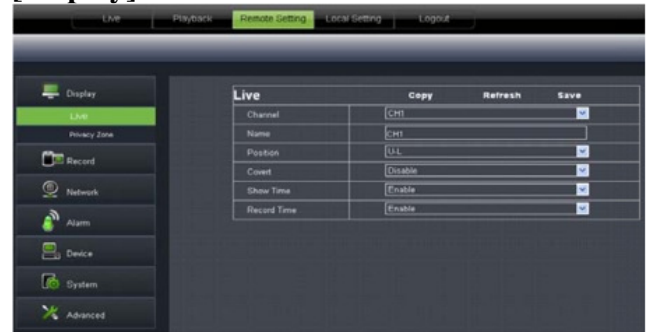 Live Playback Remote Setting Local Setting Logout
Display
Live
Privacy Zone
Record
Network
Alarm
Device
System
Advanced
Live Copy Refresh Save
Channel CH1
Name CH1
Position U-L
Covert Disable
Show Time Enable
Record Time Enable